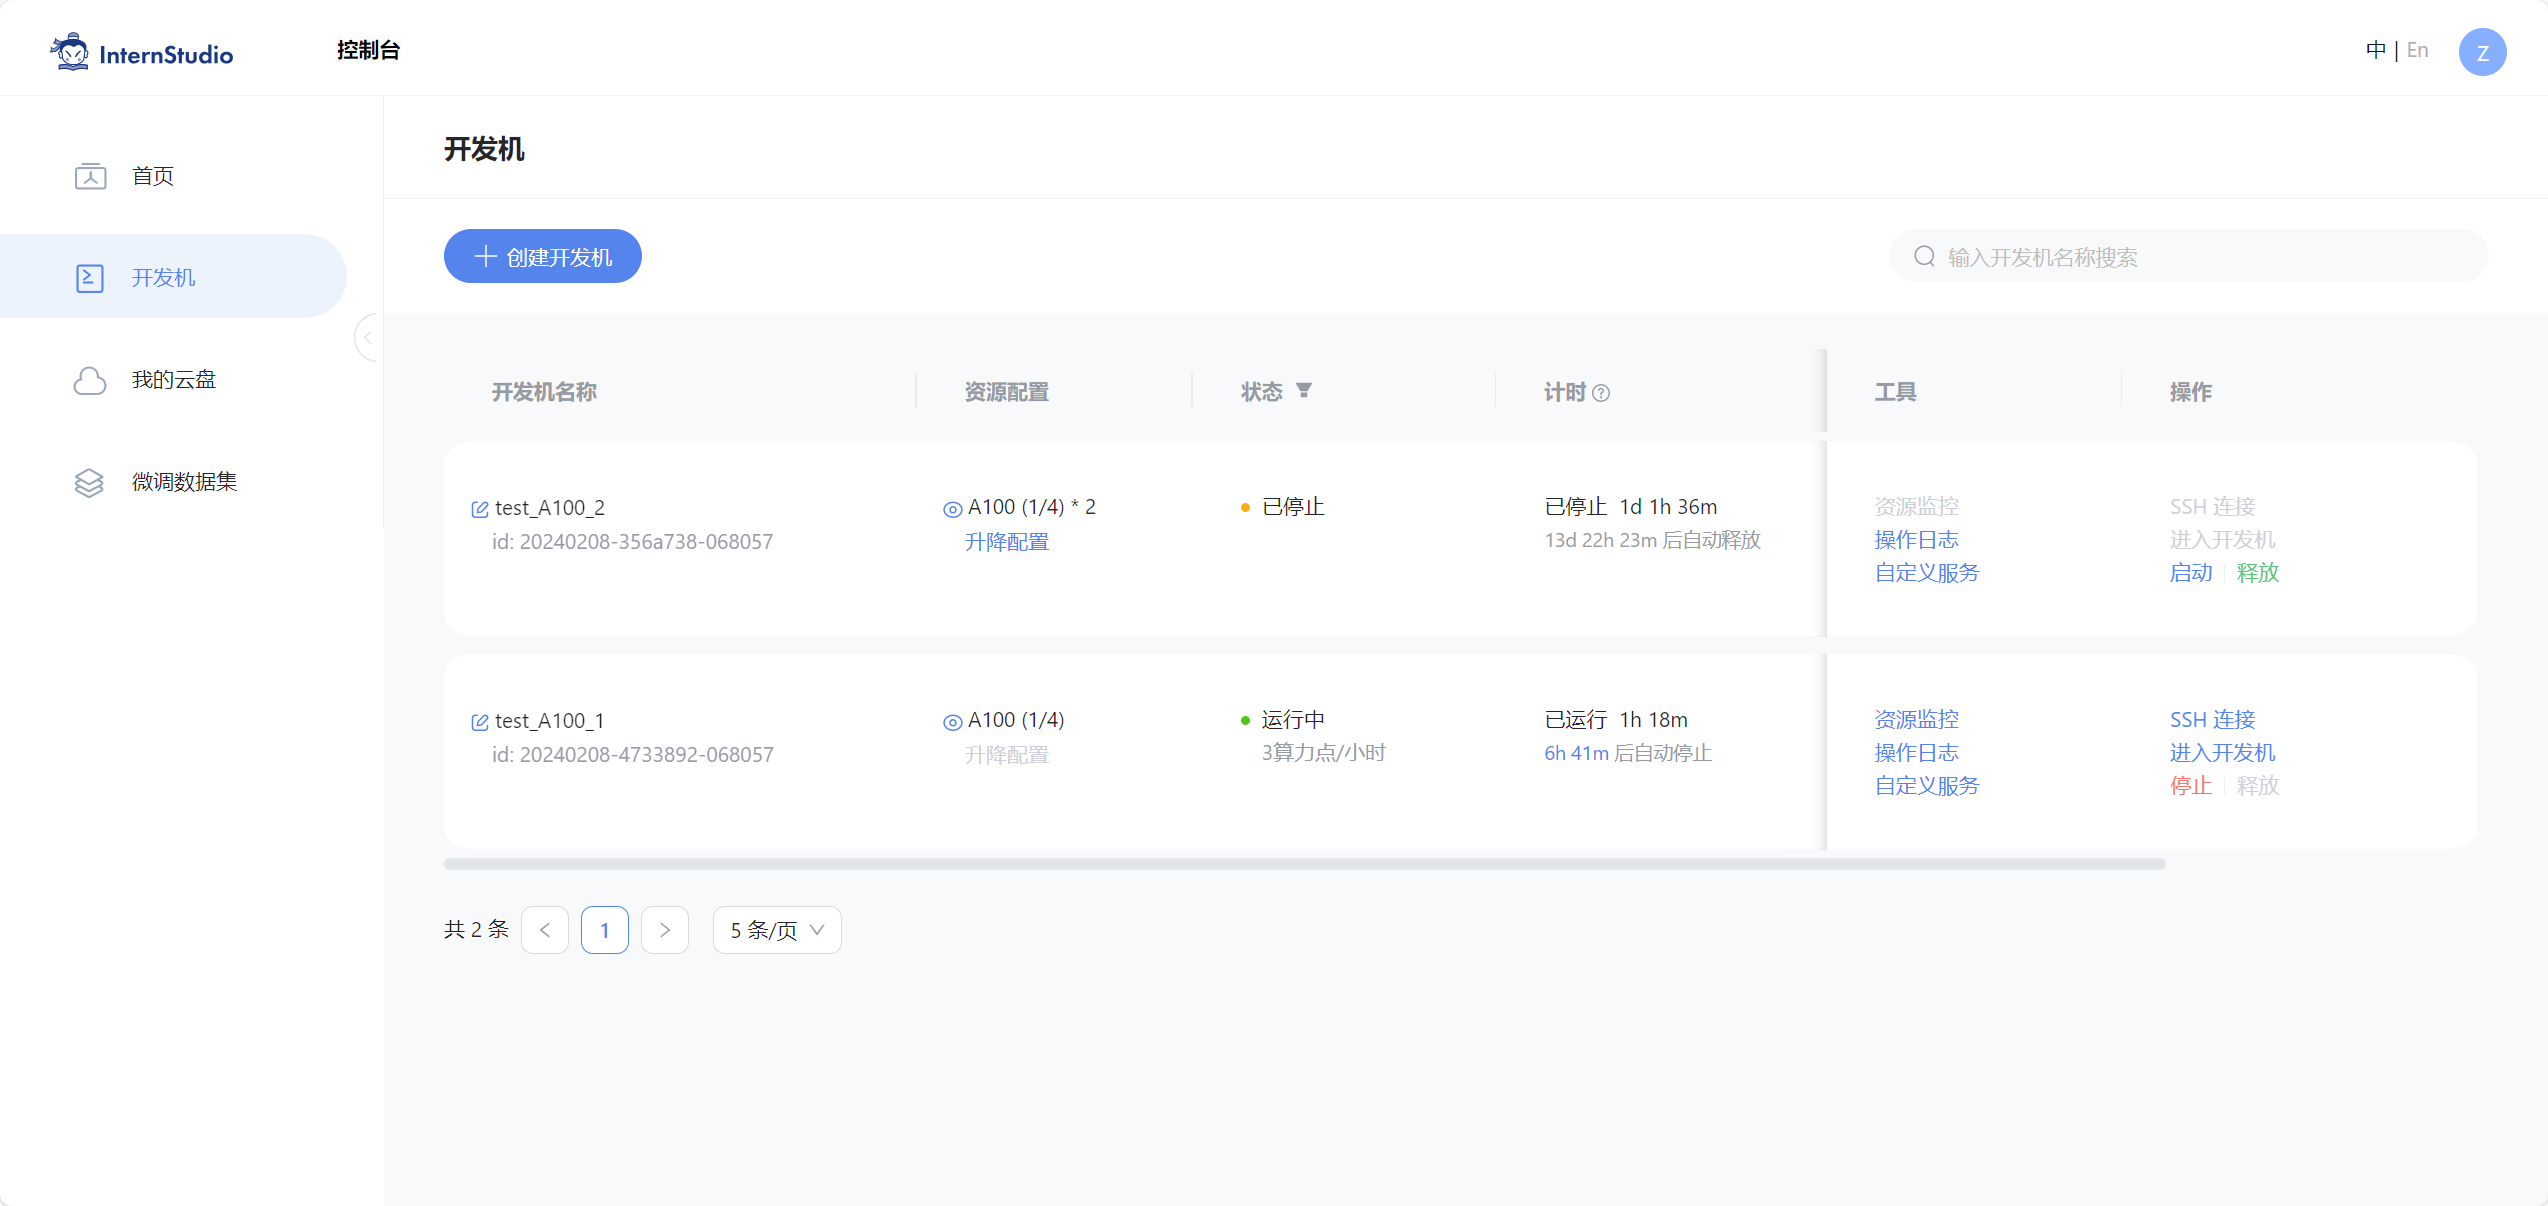 InternStudio
控制台
中 | En
Z
首页
开发机
我的云盘
微调数据集
开发机
创建开发机
输入开发机名称搜索
开发机名称 资源配置 状态 计时 工具 操作
test_A100_2 A100 (1/4) * 2 已停止 已停止 1d 1h 36m 资源监控 SSH 连接
id: 20240208-356a738-068057 升降配置 13d 22h 23m 后自动释放 操作日志 进入开发机
自定义服务 启动 释放
test_A100_1 A100 (1/4) 运行中 已运行 1h 18m 资源监控 SSH 连接
id: 20240208-4733892-068057 升降配置 3算力点/小时 6h 41m 后自动停止 操作日志 进入开发机
自定义服务 停止 释放
共 2 条 < 1 > 5 条/页